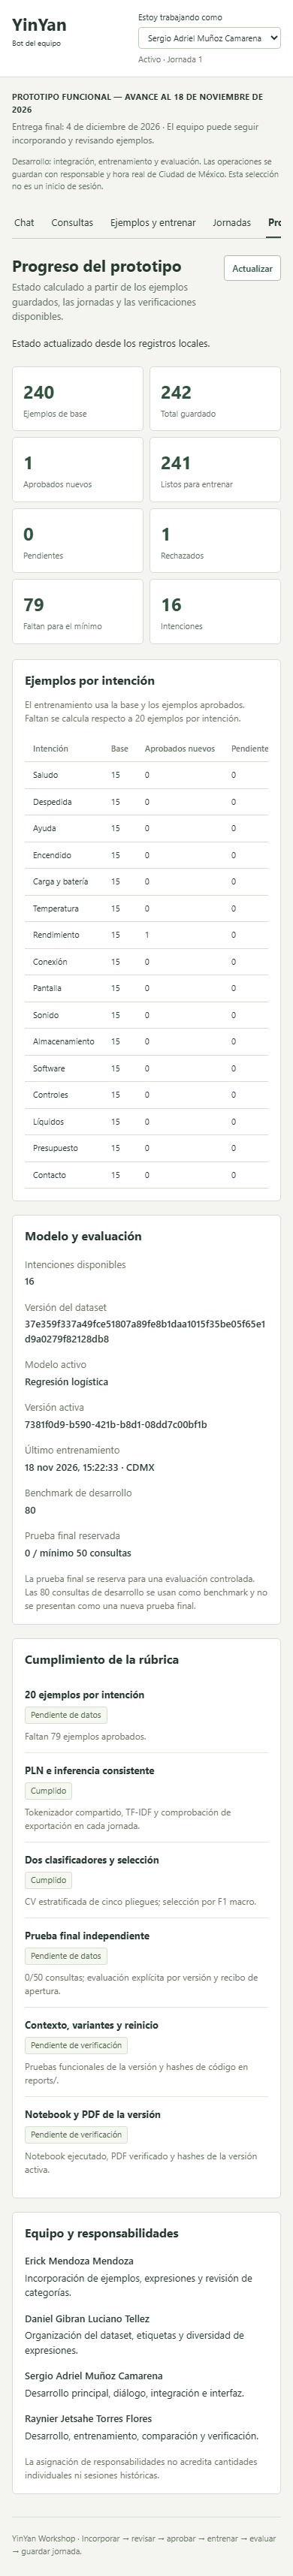 YinYan
Bot del equipo
Estoy trabajando como
Sergio Adriel Muñoz Camarena
Activo · Jornada 1
PROTOTIPO FUNCIONAL — AVANCE AL 18 DE NOVIEMBRE DE
2026
Entrega final: 4 de diciembre de 2026 · El equipo puede seguir
incorporando y revisando ejemplos.
Desarrollo: integración, entrenamiento y evaluación. Las operaciones se
guardan con responsable y hora real de Ciudad de México. Esta selección
no es un inicio de sesión.
Chat Consultas Ejemplos y entrenar Jornadas Pro
Progreso del prototipo
Actualizar
Estado calculado a partir de los ejemplos
guardados, las jornadas y las verificaciones
disponibles.
Estado actualizado desde los registros locales.
240
Ejemplos de base
242
Total guardado
1
Aprobados nuevos
241
Listos para entrenar
0
Pendientes
1
Rechazados
79
Faltan para el mínimo
16
Intenciones
Ejemplos por intención
El entrenamiento usa la base y los ejemplos aprobados.
Faltan se calcula respecto a 20 ejemplos por intención.
Intención Base Aprobados nuevos Pendiente
Saludo 15 0 0
Despedida 15 0 0
Ayuda 15 0 0
Encendido 15 0 0
Carga y batería 15 0 0
Temperatura 15 0 0
Rendimiento 15 1 0
Conexión 15 0 0
Pantalla 15 0 0
Sonido 15 0 0
Almacenamiento 15 0 0
Software 15 0 0
Controles 15 0 0
Líquidos 15 0 0
Presupuesto 15 0 0
Contacto 15 0 0
Modelo y evaluación
Intenciones disponibles
16
Versión del dataset
37e359f337a49fce51807a89fe8b1daa1015f35be05f65e1
d9a0279f82128db8
Modelo activo
Regresión logística
Versión activa
7381f0d9-b590-421b-b8d1-08dd7c00bf1b
Último entrenamiento
18 nov 2026, 15:22:33 · CDMX
Benchmark de desarrollo
80
Prueba final reservada
0 / mínimo 50 consultas
La prueba final se reserva para una evaluación controlada.
Las 80 consultas de desarrollo se usan como benchmark y no
se presentan como una nueva prueba final.
Cumplimiento de la rúbrica
20 ejemplos por intención
Pendiente de datos
Faltan 79 ejemplos aprobados.
PLN e inferencia consistente
Cumplido
Tokenizador compartido, TF-IDF y comprobación de
exportación en cada jornada.
Dos clasificadores y selección
Cumplido
CV estratificada de cinco pliegues; selección por F1 macro.
Prueba final independiente
Pendiente de datos
0/50 consultas; evaluación explícita por versión y recibo de
apertura.
Contexto, variantes y reinicio
Pendiente de verificación
Pruebas funcionales de la versión y hashes de código en
reports/.
Notebook y PDF de la versión
Pendiente de verificación
Notebook ejecutado, PDF verificado y hashes de la versión
activa.
Equipo y responsabilidades
Erick Mendoza Mendoza
Incorporación de ejemplos, expresiones y revisión de
categorías.
Daniel Gibran Luciano Tellez
Organización del dataset, etiquetas y diversidad de
expresiones.
Sergio Adriel Muñoz Camarena
Desarrollo principal, diálogo, integración e interfaz.
Raynier Jetsahe Torres Flores
Desarrollo, entrenamiento, comparación y verificación.
La asignación de responsabilidades no acredita cantidades
individuales ni sesiones históricas.
YinYan Workshop · Incorporar → revisar → aprobar → entrenar → evaluar
→ guardar jornada.